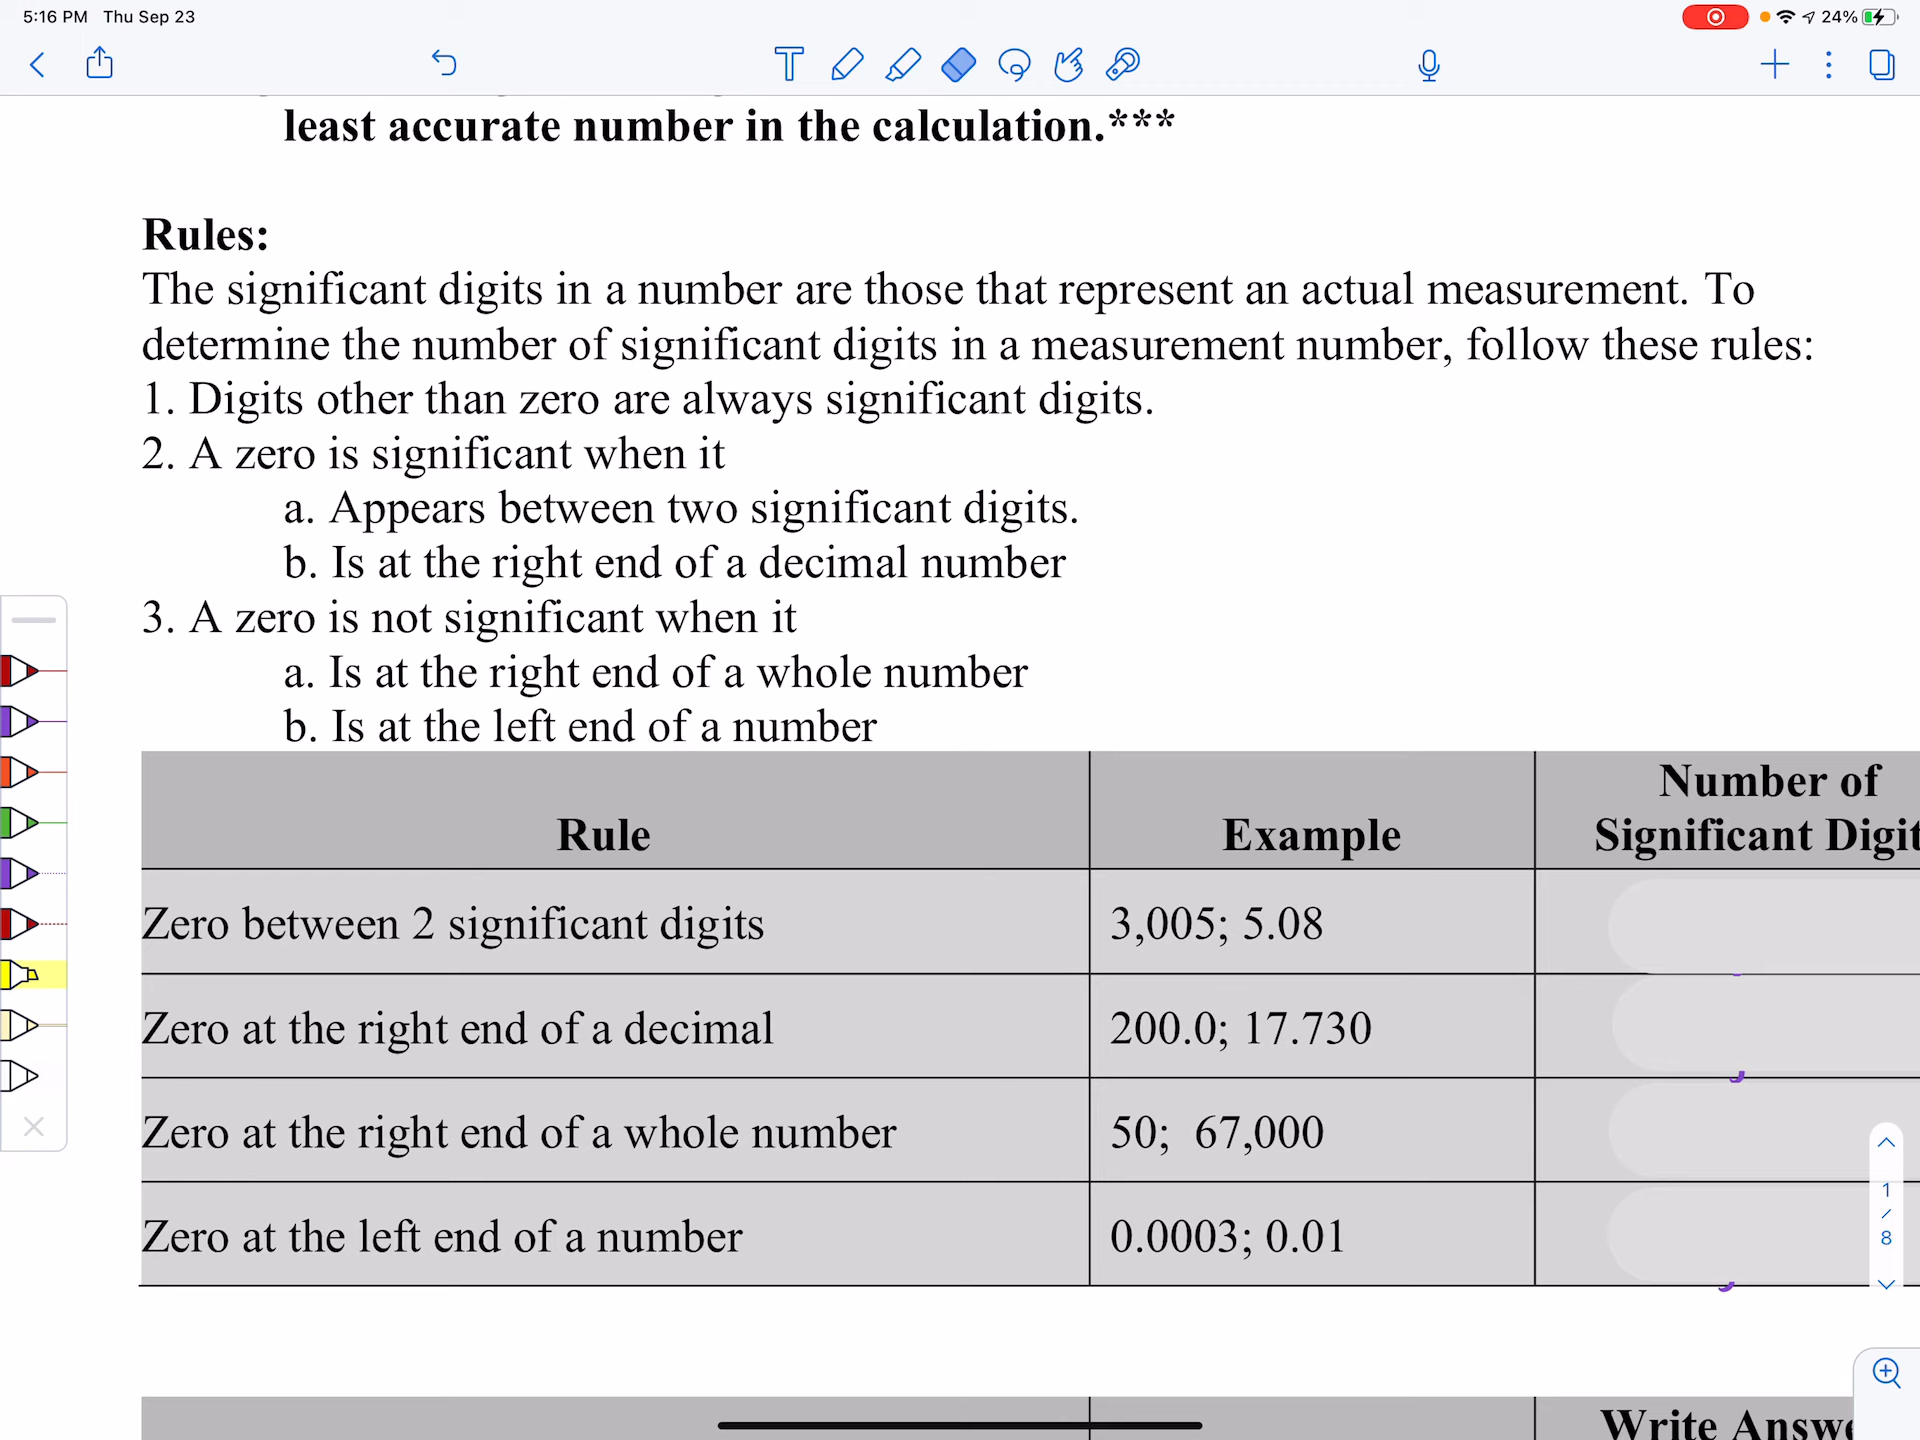 5:16 PM Thu Sep 23
24%
least accurate number in the calculation.***
Rules:
The significant digits in a number are those that represent an actual measurement. To
determine the number of significant digits in a measurement number, follow these rules:
1. Digits other than zero are always significant digits.
2. A zero is significant when it
a. Appears between two significant digits.
b. Is at the right end of a decimal number
3. A zero is not significant when it
a. Is at the right end of a whole number
b. Is at the left end of a number
Rule Example Number of
Significant Digit
Zero between 2 significant digits 3,005; 5.08
Zero at the right end of a decimal 200.0; 17.730
Zero at the right end of a whole number 50; 67,000
Zero at the left end of a number 0.0003; 0.01
1
/
8
Write Answe